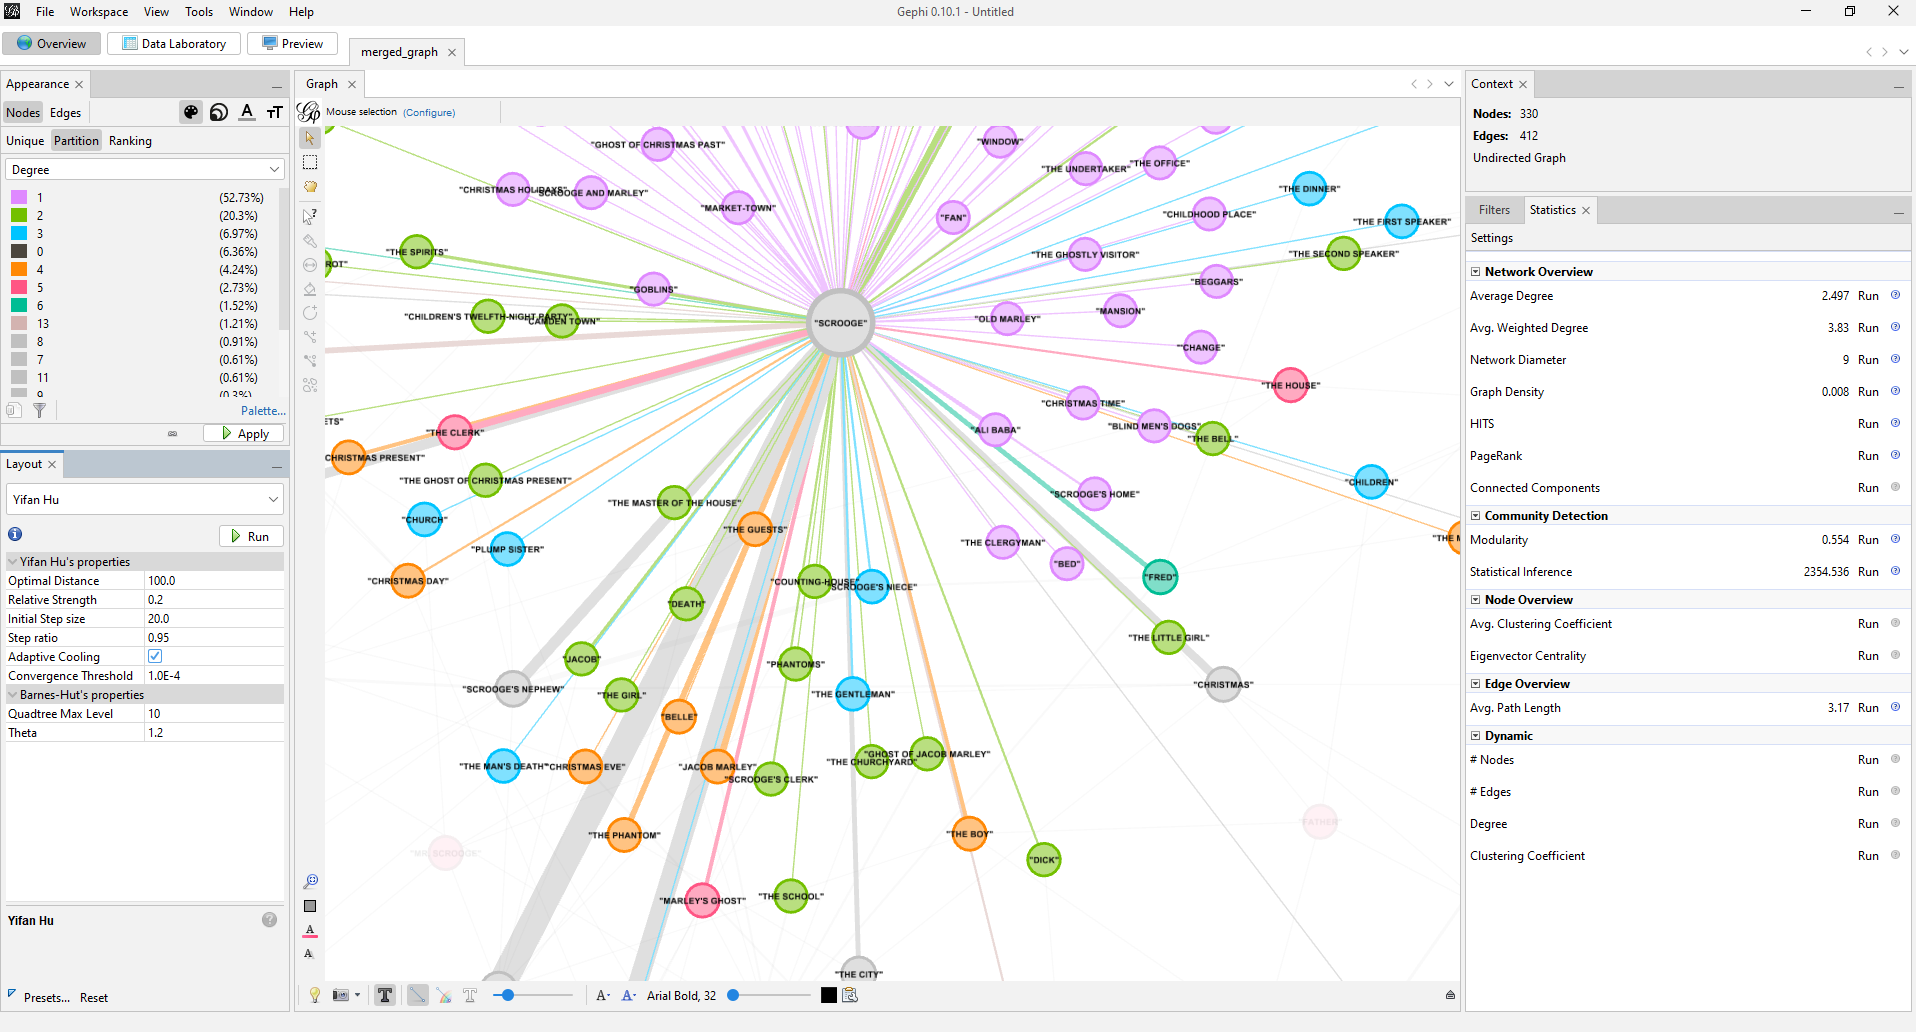 File Workspace View Tools Window Help
Gephi 0.10.1 - Untitled
Overview
Data Laboratory
Preview
merged_graph
Appearance
Nodes Edges
Unique Partition Ranking
Degree
1 (52.73%)
2 (20.3%)
3 (6.97%)
0 (6.36%)
4 (4.24%)
5 (2.73%)
6 (1.52%)
13 (1.21%)
8 (0.91%)
7 (0.61%)
11 (0.61%)
9 (0.3%)
Palette...
Apply
Layout
Yifan Hu
Run
Yifan Hu's properties
Optimal Distance 100.0
Relative Strength 0.2
Initial Step size 20.0
Step ratio 0.95
Adaptive Cooling
Convergence Threshold 1.0E-4
Barnes-Hut's properties
Quadtree Max Level 10
Theta 1.2
Yifan Hu
Presets... Reset
Graph
Mouse selection (Configure)
"GHOST OF CHRISTMAS PAST"
"WINDOW"
"THE UNDERTAKER"
"THE OFFICE"
"CHRISTMAS HOLIDAYS"
"SCROOGE AND MARLEY"
"THE DINNER"
"MARKET-TOWN"
"FAN"
"CHILDHOOD PLACE"
"THE FIRST SPEAKER"
"THE SPIRITS"
"THE GHOSTLY VISITOR"
"THE SECOND SPEAKER"
ROT"
"GOBLINS"
"BEGGARS"
"CHILDREN'S TWELFTH-NIGHT PARTY"
CAMDEN TOWN"
"SCROOGE"
"OLD MARLEY"
"MANSION"
"'CHANGE"
"THE HOUSE"
"CHRISTMAS TIME"
ETS"
"THE CLERK"
"ALI BABA"
"BLIND MEN'S DOGS"
"THE BELL"
CHRISTMAS PRESENT"
"THE GHOST OF CHRISTMAS PRESENT"
"CHILDREN"
"THE MASTER OF THE HOUSE"
"SCROOGE'S HOME"
"CHURCH"
"THE GUESTS"
"THE M
"PLUMP SISTER"
"THE CLERGYMAN"
"BED"
"CHRISTMAS DAY"
"COUNTING-HOUSE"
"SCROOGE'S NIECE"
"FRED"
"DEATH"
"THE LITTLE GIRL"
"JACOB"
"PHANTOMS"
"SCROOGE'S NEPHEW"
"THE GIRL"
"THE GENTLEMAN"
"CHRISTMAS"
"BELLE"
"THE MAN'S DEATH"
"CHRISTMAS EVE"
"JACOB MARLEY"
"SCROOGE'S CLERK"
"THE CHURCHYARD"
"GHOST OF JACOB MARLEY"
"THE PHANTOM"
"THE BOY"
"FATHER"
"MR. SCROOGE"
"DICK"
"MARLEY'S GHOST"
"THE SCHOOL"
"THE CITY"
Arial Bold, 32
Context
Nodes: 330
Edges: 412
Undirected Graph
Filters Statistics
Settings
Network Overview
Average Degree 2.497 Run
Avg. Weighted Degree 3.83 Run
Network Diameter 9 Run
Graph Density 0.008 Run
HITS Run
PageRank Run
Connected Components Run
Community Detection
Modularity 0.554 Run
Statistical Inference 2354.536 Run
Node Overview
Avg. Clustering Coefficient Run
Eigenvector Centrality Run
Edge Overview
Avg. Path Length 3.17 Run
Dynamic
# Nodes Run
# Edges Run
Degree Run
Clustering Coefficient Run